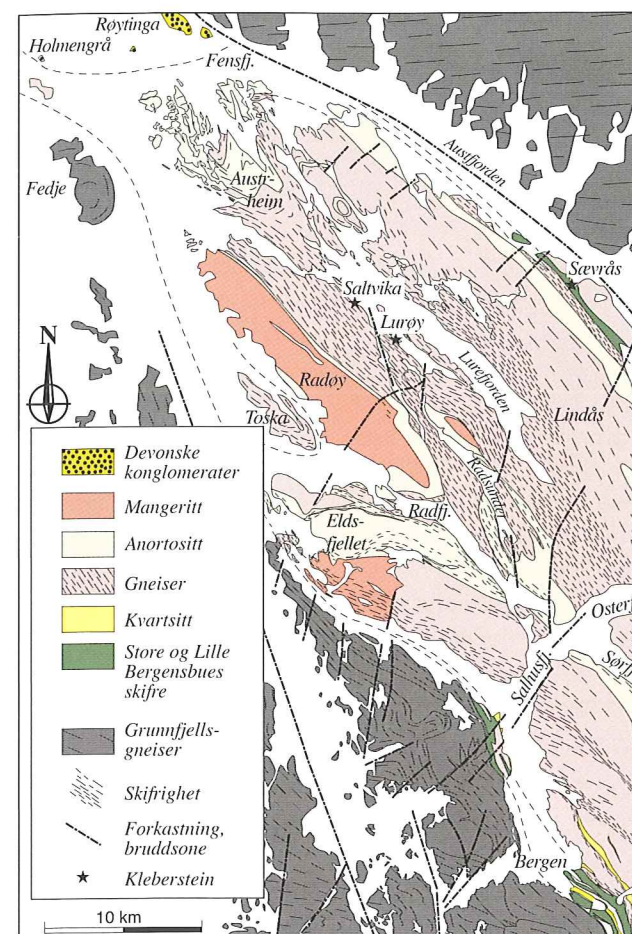 Røytinga
Holmengrå
Fensfj.
Austfjorden
Fedje
Austr-
heim
Sævrås
Saltvika
Lurøy
N
Lurefjorden
Radøy
Lindås
Toska
Radsundet
Radfj.
Elds-
fjellet
Osterf
Salhusfj.
Sørf
Bergen
Devonske
konglomerater
Mangeritt
Anortositt
Gneiser
Kvartsitt
Store og Lille
Bergensbues
skifre
Grunnfjells-
gneiser
Skifrighet
Forkastning,
bruddsone
Kleberstein
10 km